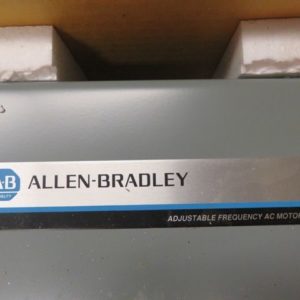 A-B
ALLEN-BRADLEY
ADJUSTABLE FREQUENCY AC MOTOR